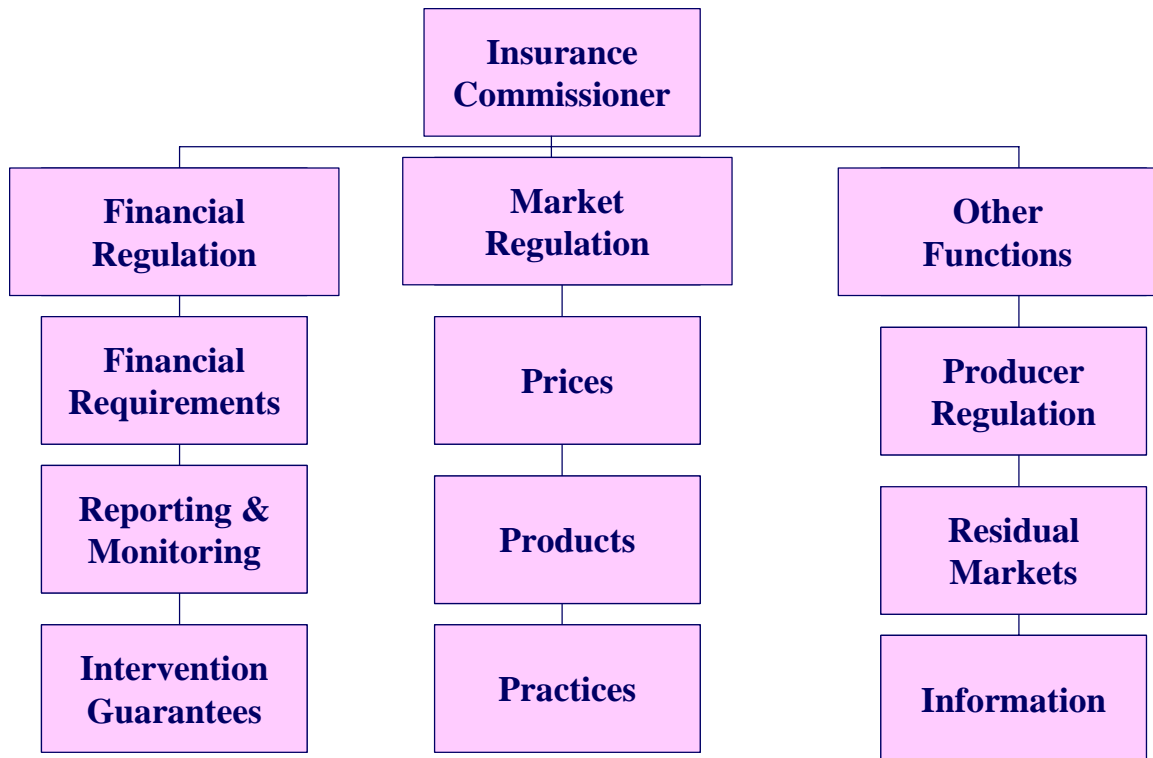 Insurance
Commissioner
Financial
Regulation
Market
Regulation
Other
Functions
Financial
Requirements
Prices
Producer
Regulation
Reporting &
Monitoring
Products
Residual
Markets
Intervention
Guarantees
Practices
Information